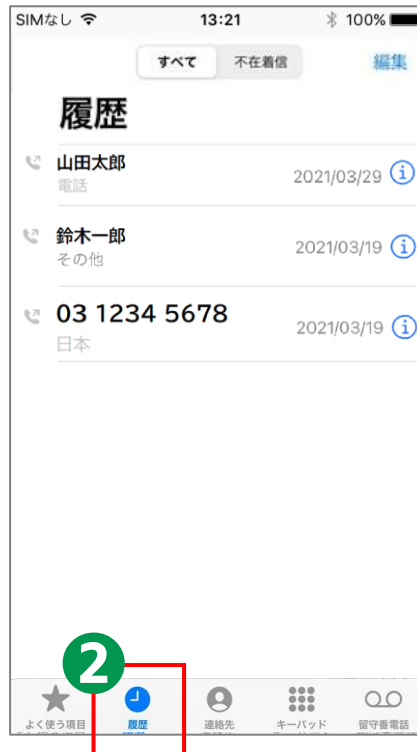 SIMなし 13:21 100%
すべて 不在着信 編集
履歴
山田太郎
電話
2021/03/29
鈴木一郎
その他
2021/03/19
03 1234 5678
日本
2021/03/19
2
よく使う項目 履歴 連絡先 キーパッド 留守番電話